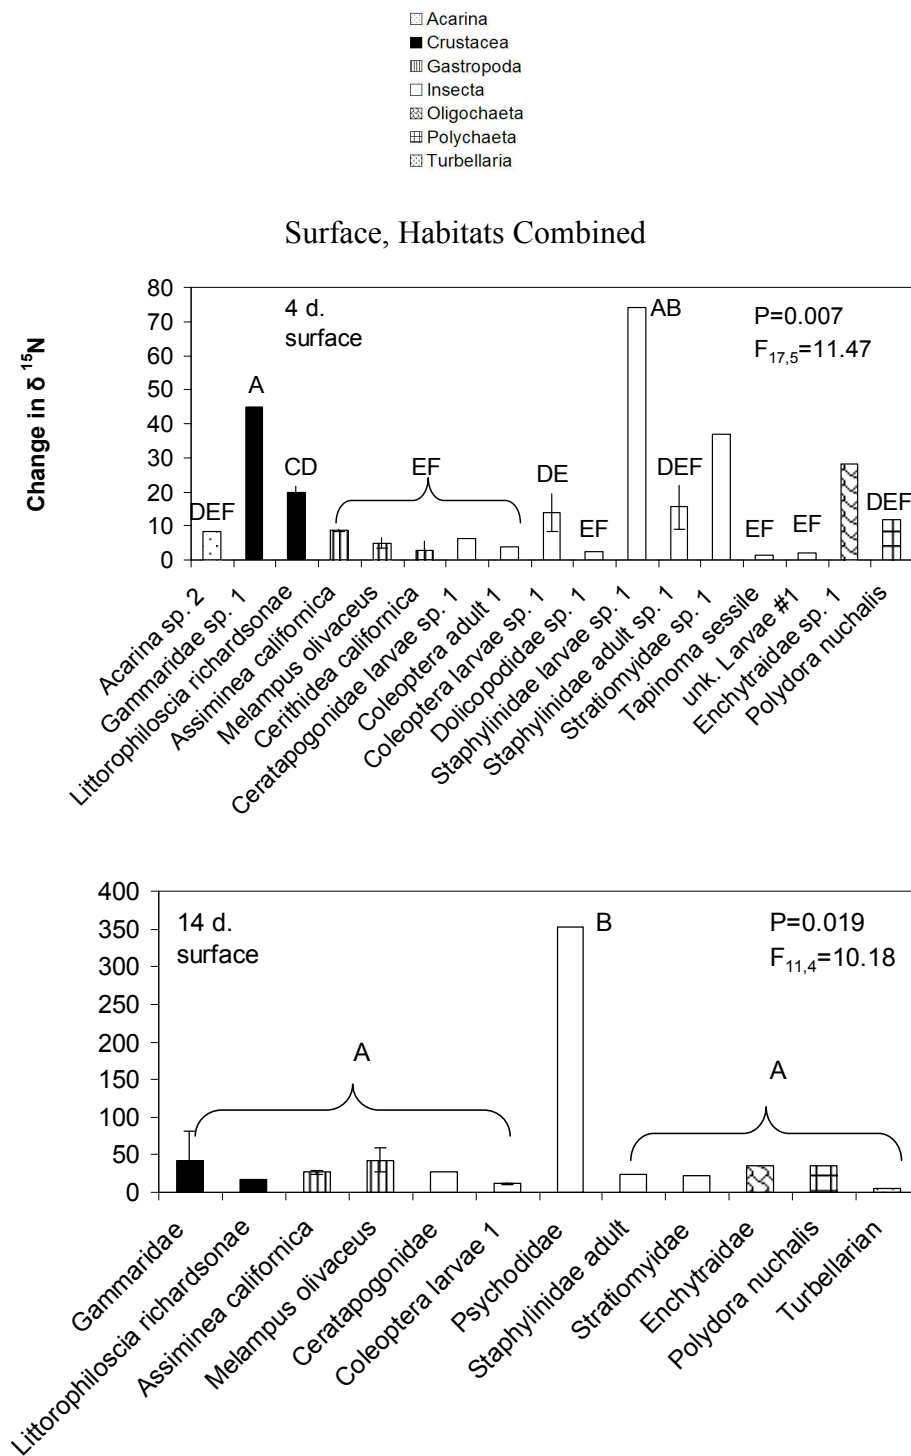 Acarina
Crustacea
Gastropoda
Insecta
Oligochaeta
Polychaeta
Turbellaria
Surface, Habitats Combined
Change in δ ¹⁵N
80
70
60
50
40
30
20
10
0
4 d.
surface
P=0.007
F₁₇,₅=11.47
DEF
A
CD
EF
DE
EF
AB
DEF
EF
EF
DEF
Acarina sp. 2
Gammaridae sp. 1
Littorophiloscia richardsonae
Assiminea californica
Melampus olivaceus
Cerithidea californica
Ceratapogonidae larvae sp. 1
Coleoptera adult 1
Coleoptera larvae sp. 1
Dolicopodidae sp. 1
Staphylinidae larvae sp. 1
Staphylinidae adult sp. 1
Stratiomyidae sp. 1
Tapinoma sessile
unk. Larvae #1
Enchytraidae sp. 1
Polydora nuchalis
400
350
300
250
200
150
100
50
0
14 d.
surface
P=0.019
F₁₁,₄=10.18
A
B
A
Gammaridae
Littorophiloscia richardsonae
Assiminea californica
Melampus olivaceus
Ceratapogonidae
Coleoptera larvae 1
Psychodidae
Staphylinidae adult
Stratiomyidae
Enchytraidae
Polydora nuchalis
Turbellarian